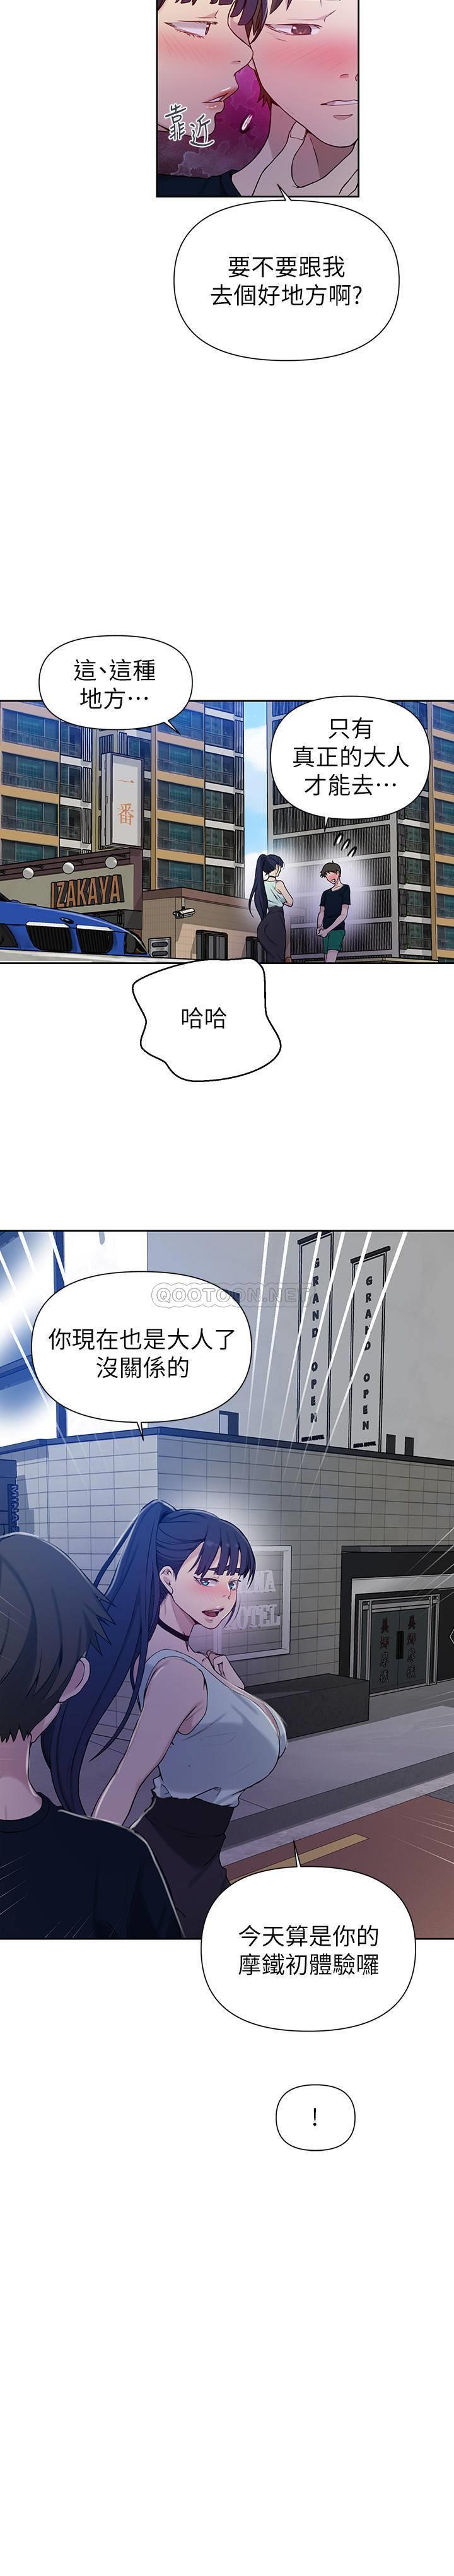 靠近
要不要跟我
去個好地方啊?
這、這種
地方…
只有
真正的大人
才能去…
一番
IZAKAYA
哈哈
QOOTOON.NET
你現在也是大人了
沒關係的
GRAND OPEN
GRAND OPEN
HOTEL
今天算是你的
摩鐵初體驗囉
!